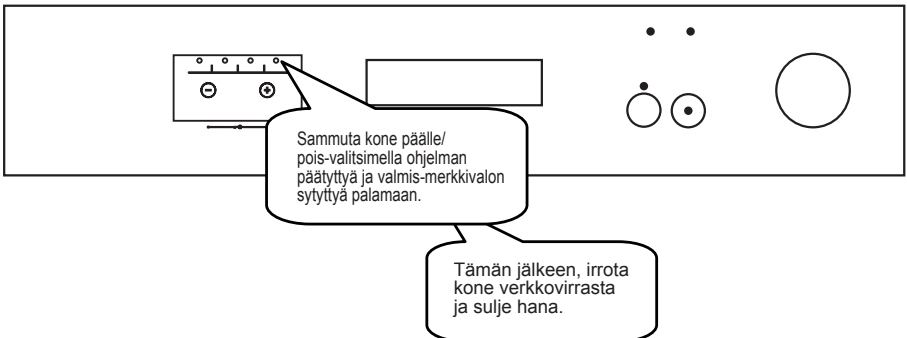 Sammuta kone päälle/
pois-valitsimella ohjelman
päätyttyä ja valmis-merkkivalon
sytyttyä palamaan.
Tämän jälkeen, irrota
kone verkkovirrasta
ja sulje hana.